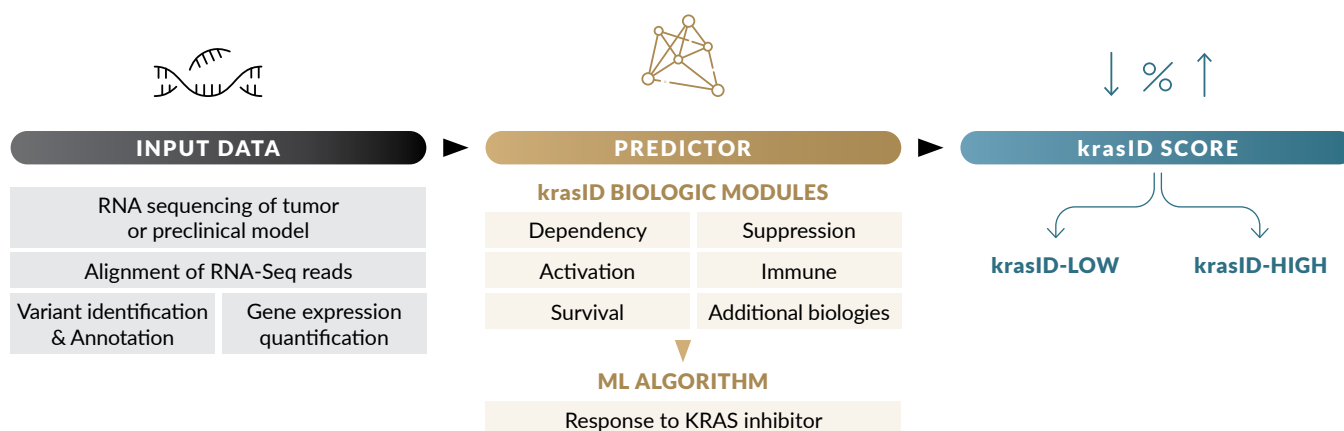 %
INPUT DATA
PREDICTOR
krasID SCORE
RNA sequencing of tumor
or preclinical model
Alignment of RNA-Seq reads
Variant identification
& Annotation
Gene expression
quantification
krasID BIOLOGIC MODULES
Dependency
Suppression
Activation
Immune
Survival
Additional biologies
ML ALGORITHM
Response to KRAS inhibitor
krasID-LOW
krasID-HIGH